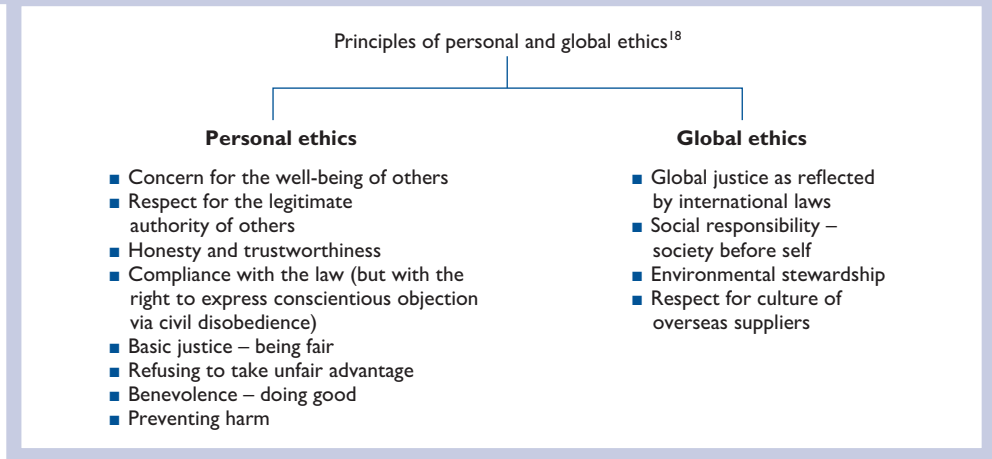 Principles of personal and global ethics18
Personal ethics
■ Concern for the well-being of others
■ Respect for the legitimate
authority of others
■ Honesty and trustworthiness
■ Compliance with the law (but with the
right to express conscientious objection
via civil disobedience)
■ Basic justice – being fair
■ Refusing to take unfair advantage
■ Benevolence – doing good
■ Preventing harm
Global ethics
■ Global justice as reflected
by international laws
■ Social responsibility –
society before self
■ Environmental stewardship
■ Respect for culture of
overseas suppliers